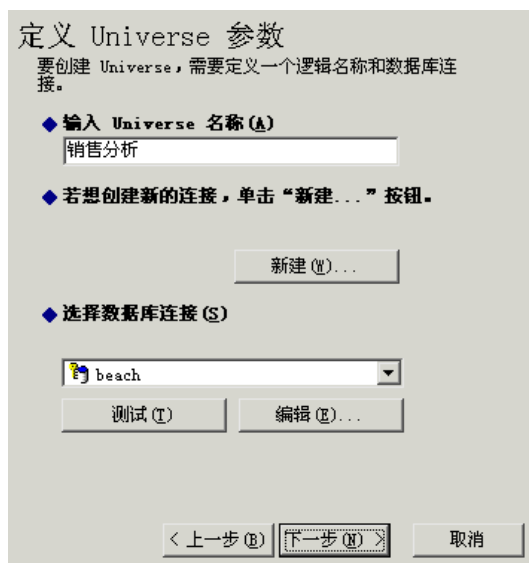 定义 Universe 参数
要创建 Universe，需要定义一个逻辑名称和数据库连
接。
输入 Universe 名称(A)
销售分析
若想创建新的连接，单击“新建...”按钮。
新建(W)...
选择数据库连接(S)
beach
测试(T)
编辑(E)...
< 上一步(B)
下一步(N) >
取消